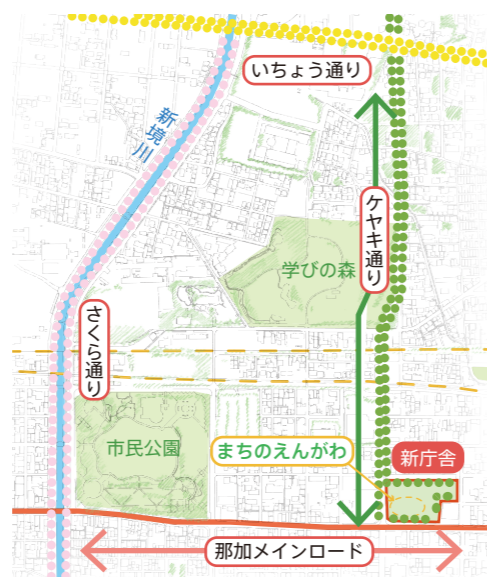 いちょう通り
新境川
ケヤキ通り
学びの森
さくら通り
市民公園
まちのえんがわ
新庁舎
那加メインロード